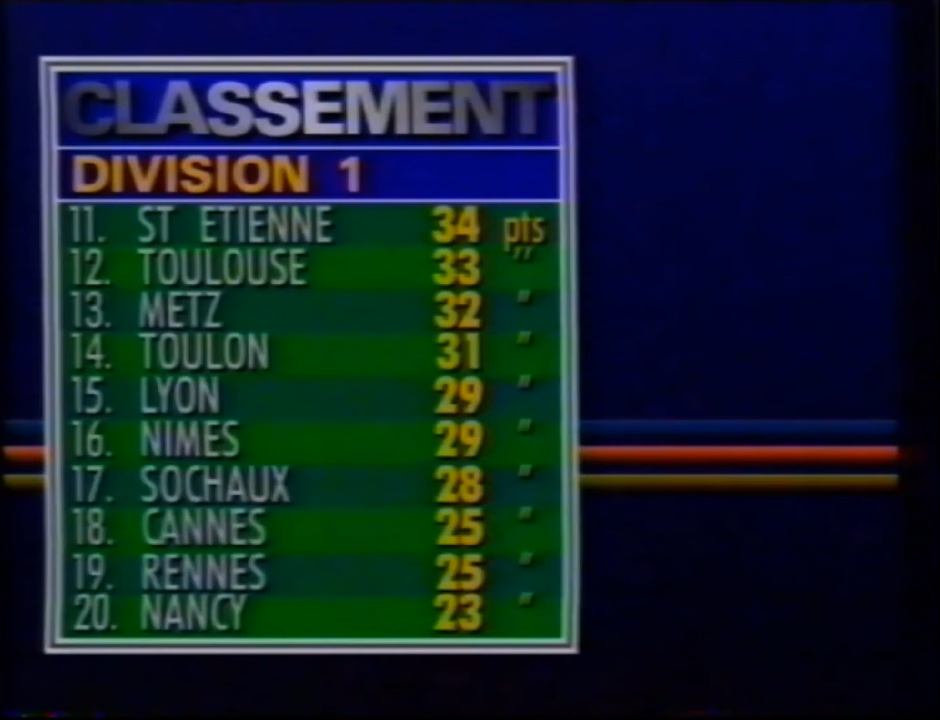 CLASSEMENT
DIVISION 1
11. ST ETIENNE 34 pts
12. TOULOUSE 33 "
13. METZ 32 "
14. TOULON 31 "
15. LYON 29 "
16. NIMES 29 "
17. SOCHAUX 28 "
18. CANNES 25 "
19. RENNES 25 "
20. NANCY 23 "